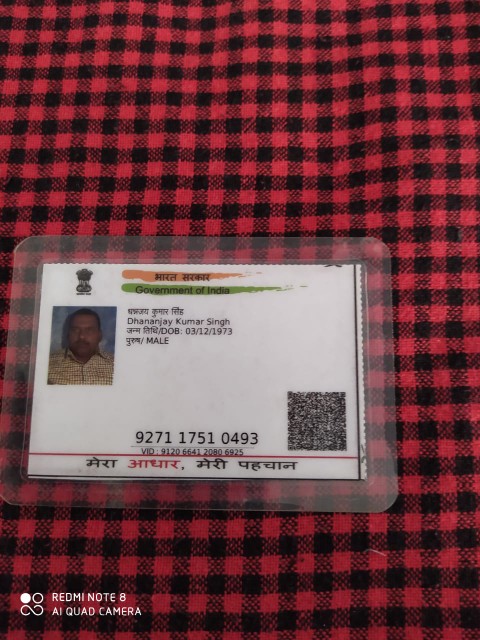 भारत सरकार
Government of India
धनंजय कुमार सिंह
Dhananjay Kumar Singh
जन्म तिथि/DOB: 03/12/1973
पुरुष/ MALE
9271 1751 0493
VID : 9120 6641 2080 6925
मेरा आधार, मेरी पहचान
REDMI NOTE 8
AI QUAD CAMERA